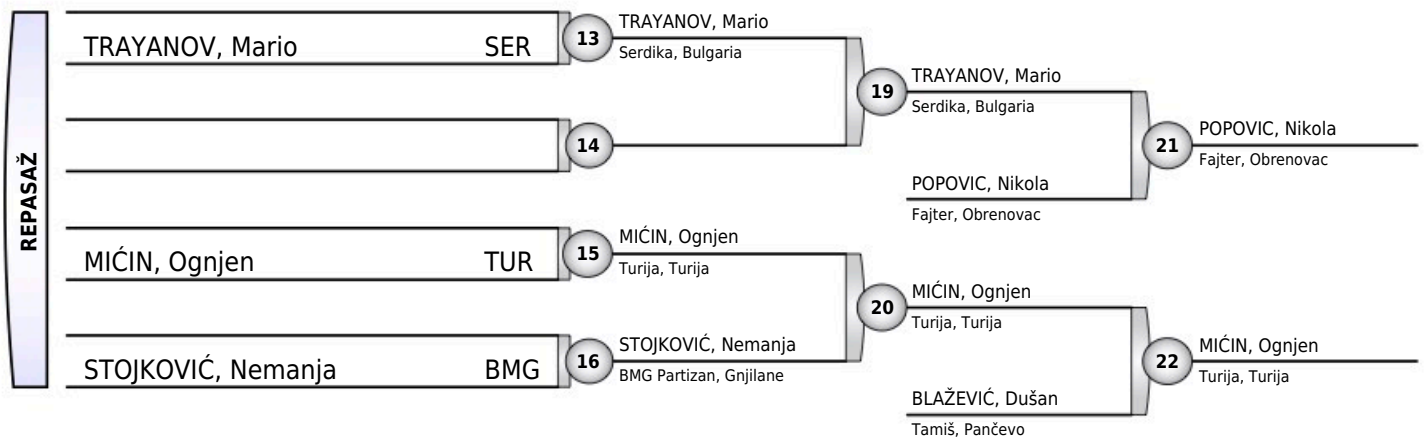 REPASAŽ
TRAYANOV, Mario SER
13
TRAYANOV, Mario
Serdika, Bulgaria
14
19
TRAYANOV, Mario
Serdika, Bulgaria
POPOVIC, Nikola
Fajter, Obrenovac
21
POPOVIC, Nikola
Fajter, Obrenovac
MIĆIN, Ognjen TUR
15
MIĆIN, Ognjen
Turija, Turija
STOJKOVIĆ, Nemanja BMG
16
STOJKOVIĆ, Nemanja
BMG Partizan, Gnjilane
20
MIĆIN, Ognjen
Turija, Turija
BLAŽEVIĆ, Dušan
Tamiš, Pančevo
22
MIĆIN, Ognjen
Turija, Turija